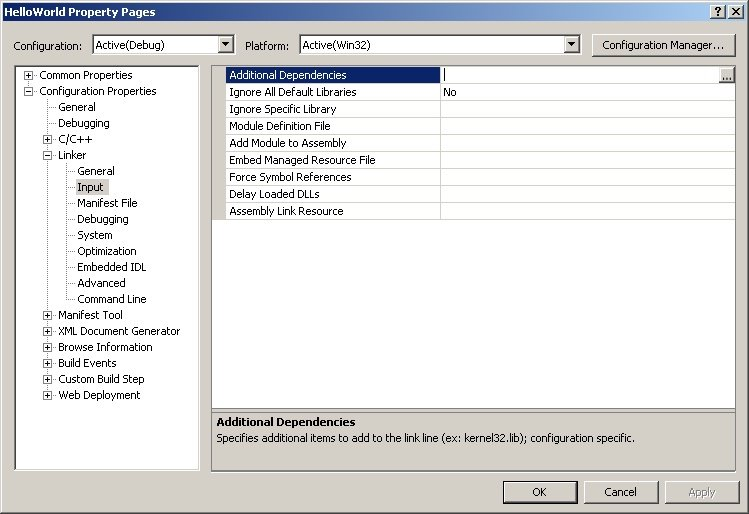 HelloWorld Property Pages
Configuration: Active(Debug) Platform: Active(Win32) Configuration Manager...
Common Properties
Configuration Properties
General
Debugging
C/C++
Linker
General
Input
Manifest File
Debugging
System
Optimization
Embedded IDL
Advanced
Command Line
Manifest Tool
XML Document Generator
Browse Information
Build Events
Custom Build Step
Web Deployment
Additional Dependencies ...
Ignore All Default Libraries No
Ignore Specific Library
Module Definition File
Add Module to Assembly
Embed Managed Resource File
Force Symbol References
Delay Loaded DLLs
Assembly Link Resource
Additional Dependencies
Specifies additional items to add to the link line (ex: kernel32.lib); configuration specific.
OK Cancel Apply